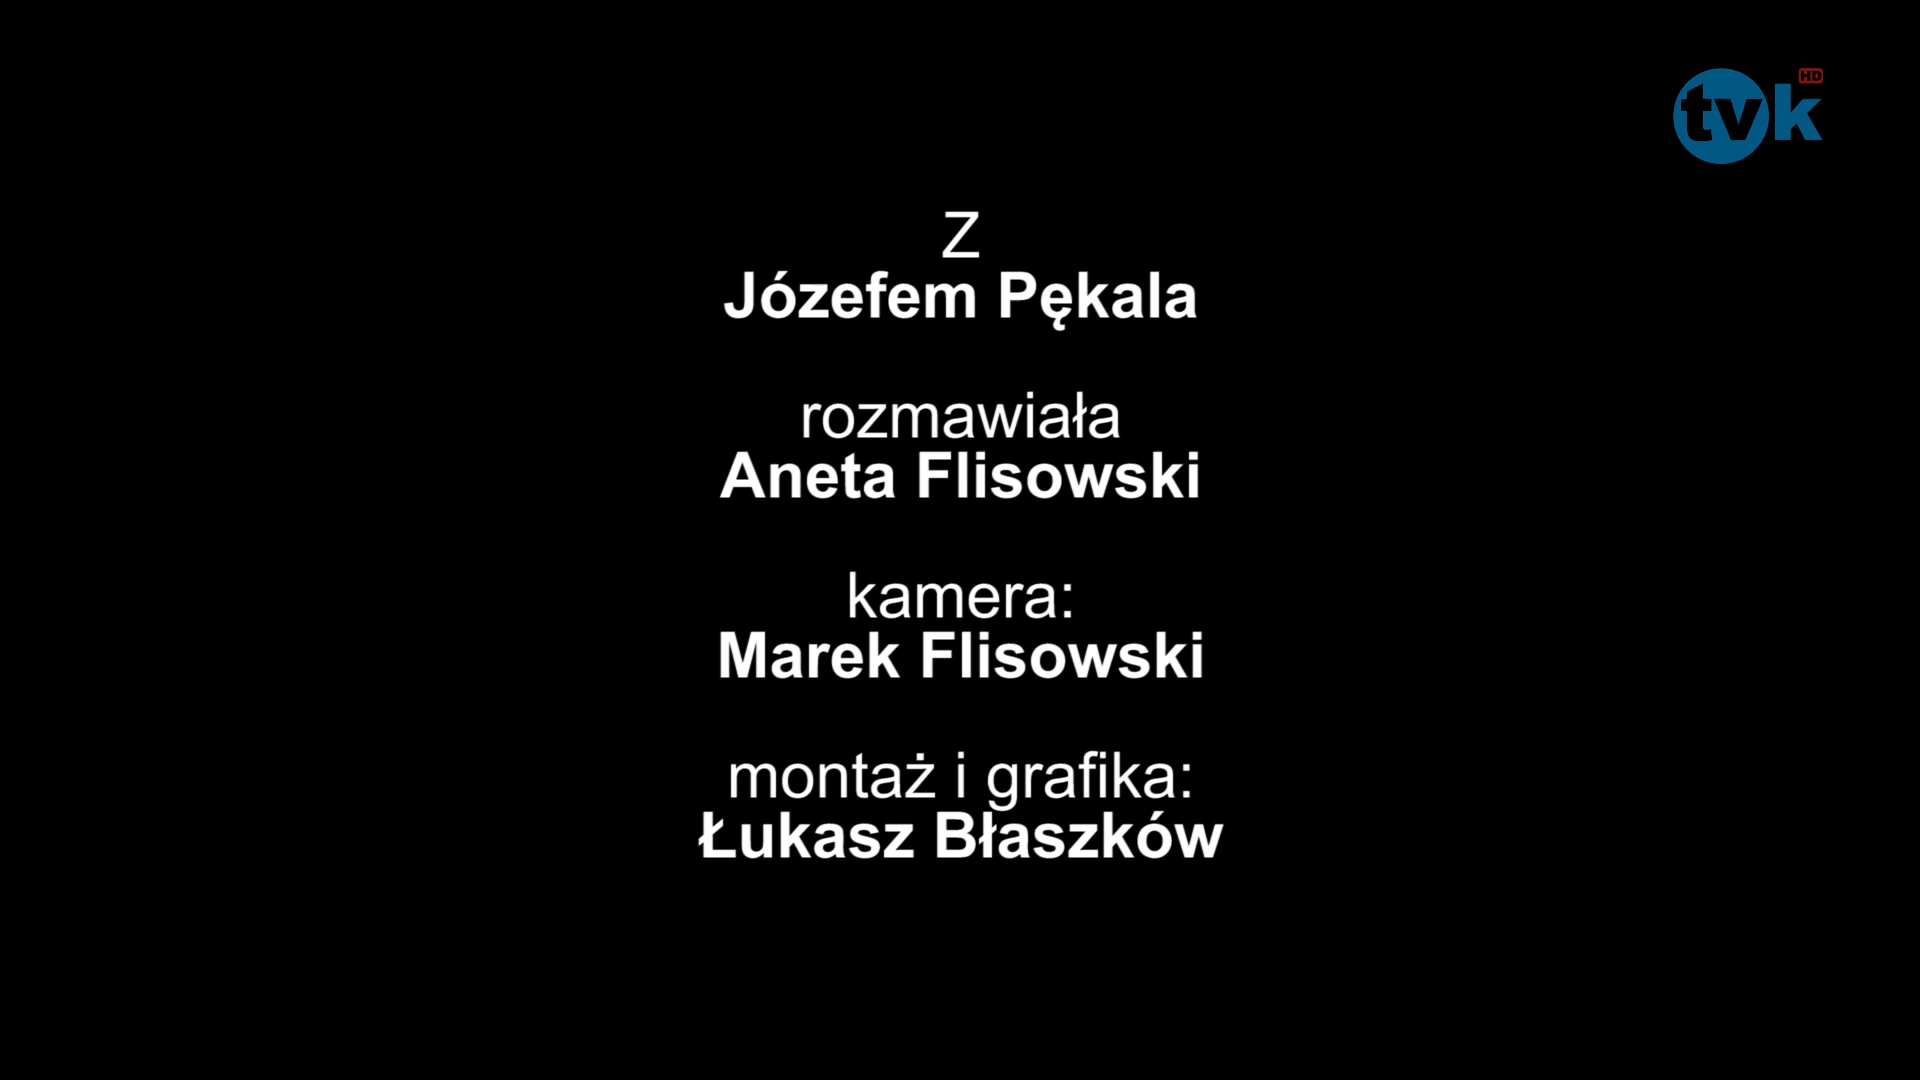 tvk HD
Z
Józefem Pękala
rozmawiała
Aneta Flisowski
kamera:
Marek Flisowski
montaż i grafika:
Łukasz Błaszków